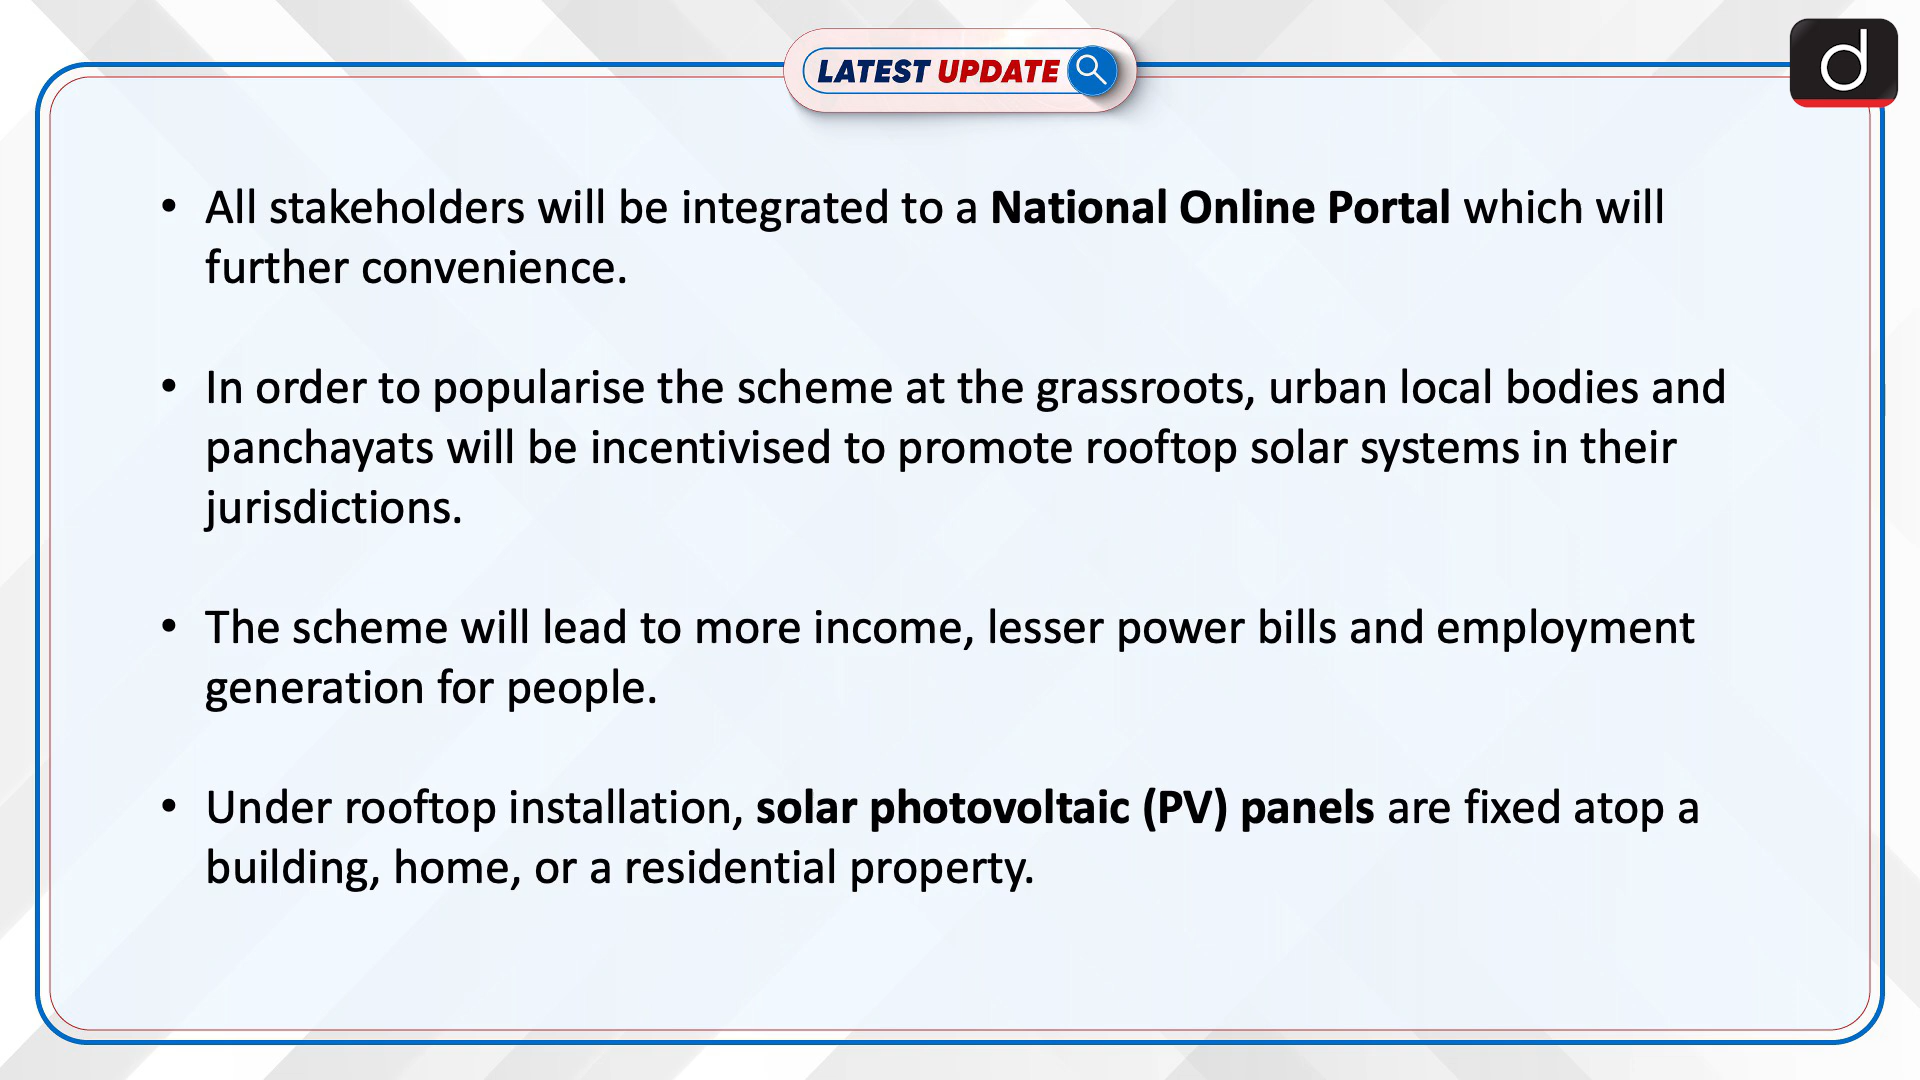 LATEST UPDATE
d
• All stakeholders will be integrated to a National Online Portal which will
further convenience.
• In order to popularise the scheme at the grassroots, urban local bodies and
panchayats will be incentivised to promote rooftop solar systems in their
jurisdictions.
• The scheme will lead to more income, lesser power bills and employment
generation for people.
• Under rooftop installation, solar photovoltaic (PV) panels are fixed atop a
building, home, or a residential property.